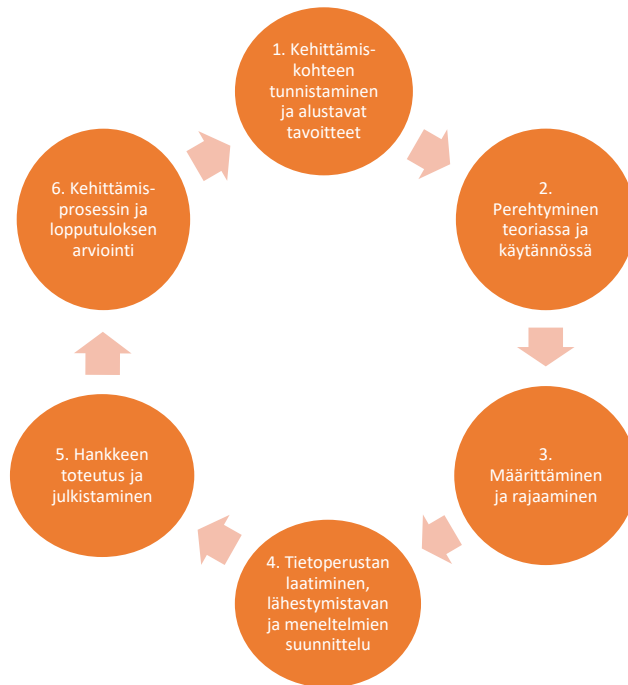 1. Kehittämis-
kohteen
tunnistaminen
ja alustavat
tavoitteet
2.
Perehtyminen
teoriassa ja
käytännössä
3.
Määrittäminen
ja rajaaminen
4. Tietoperustan
laatiminen,
lähestymistavan
ja meneltelmien
suunnittelu
5. Hankkeen
toteutus ja
julkistaminen
6. Kehittämis-
prosessin ja
lopputuloksen
arviointi